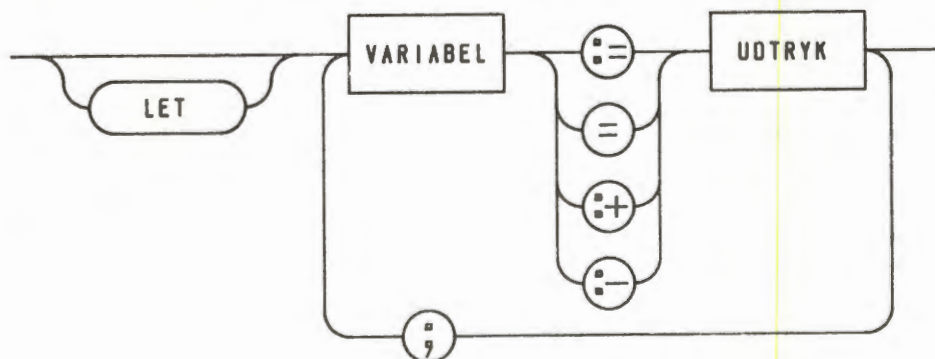 VARIABEL := UDTRYK
LET
=
:+
:-
;